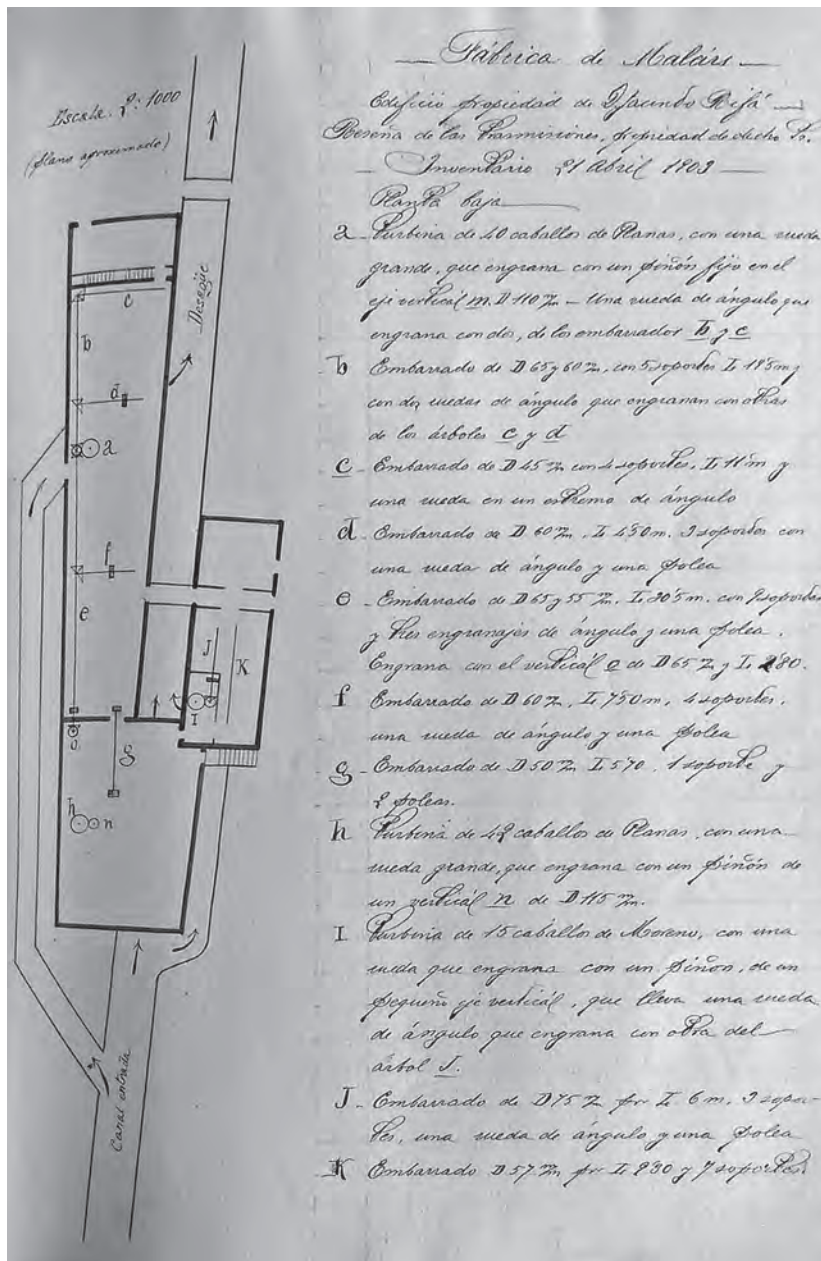 Fábrica de Malárs
Escala. 2:1000
(plano aproximado)
Edificio propiedad de D. Jacundo Rifá
Reseña de las transmisiones, propiedad de dicho Sr.
Inventario 21 Abril 1903
Planta baja
a Turbina de 40 caballos de Planas, con una rueda
grande, que engrana con un piñón fijo en el
eje vertical m. D 110 m/m – Una rueda de ángulo que
engrana con dos, de los embarrador b y c
b Embarrado de D 65 y 60 m/m, con 5 soportes L 19'5 m y
con dos ruedas de ángulo que engranan con otras
de los árboles c y d
c - Embarrado de D 45 m/m con 4 soportes, L 11 m y
una rueda en un extremo de ángulo
d - Embarrado de D 60 m/m, L 4'50 m. 3 soportes con
una rueda de ángulo y una polea
e - Embarrado de D 65 y 55 m/m. L 20'5 m. con 7 soportes
y tres engranajes de ángulo y una polea.
Engrana con el vertical o de D 65 m/m y L 80.
f Embarrado de D 60 m/m, L 7'50 m, 4 soportes,
una rueda de ángulo y una polea
g - Embarrado de D 50 m/m L 5'70, 1 soporte y
2 poleas.
h Turbina de 42 caballos de Planas, con una
rueda grande, que engrana con un piñón de
un vertical n de D 115 m/m.
I Turbina de 15 caballos de Moreno, con una
rueda que engrana con un piñón, de un
pequeño eje vertical, que lleva una rueda
de ángulo que engrana con otra del
árbol J.
J - Embarrado de D 75 m/m por L 6 m, 3 sopor-
tes, una rueda de ángulo y una polea
K Embarrado D 57 m/m por L 9'30 y 7 soportes.
Desagüe
c
b
d
a
f
e
J
K
I
o
g
h
n
Canal entrada